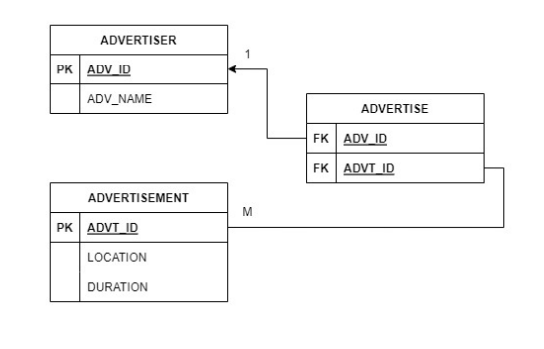 ADVERTISER
PK ADV_ID
ADV_NAME
1
ADVERTISE
FK ADV_ID
FK ADVT_ID
ADVERTISEMENT
PK ADVT_ID
LOCATION
DURATION
M